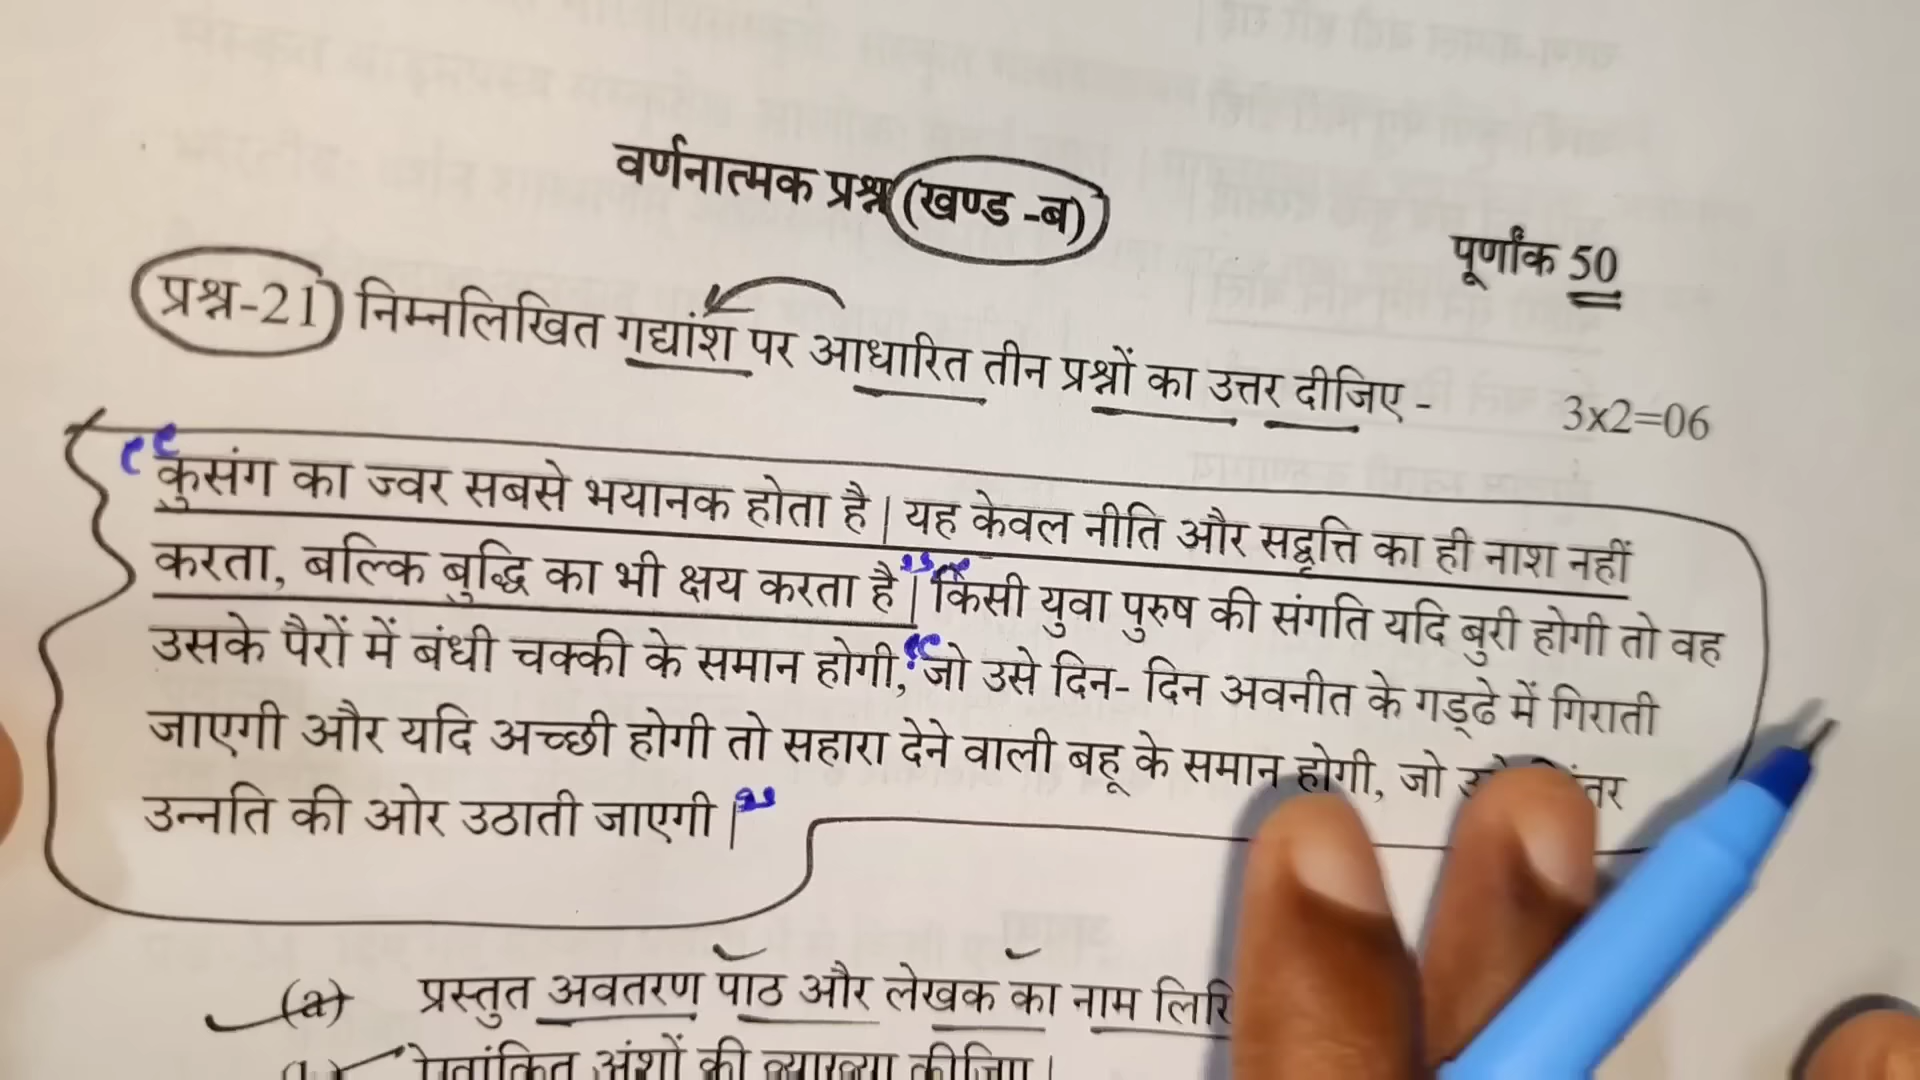 वर्णनात्मक प्रश्न (खण्ड -ब)
पूर्णांक 50
प्रश्न-21) निम्नलिखित गद्यांश पर आधारित तीन प्रश्नों का उत्तर दीजिए - 3x2=06
“कुसंग का ज्वर सबसे भयानक होता है | यह केवल नीति और सद्वृत्ति का ही नाश नहीं
करता, बल्कि बुद्धि का भी क्षय करता है”| “किसी युवा पुरुष की संगति यदि बुरी होगी तो वह
उसके पैरों में बंधी चक्की के समान होगी, “जो उसे दिन- दिन अवनीत के गड्ढे में गिराती
जाएगी और यदि अच्छी होगी तो सहारा देने वाली बहू के समान होगी, जो
उन्नति की ओर उठाती जाएगी |”
(a) प्रस्तुत अवतरण पाठ और लेखक का नाम
अंशों की व्याख्या कीजिए |